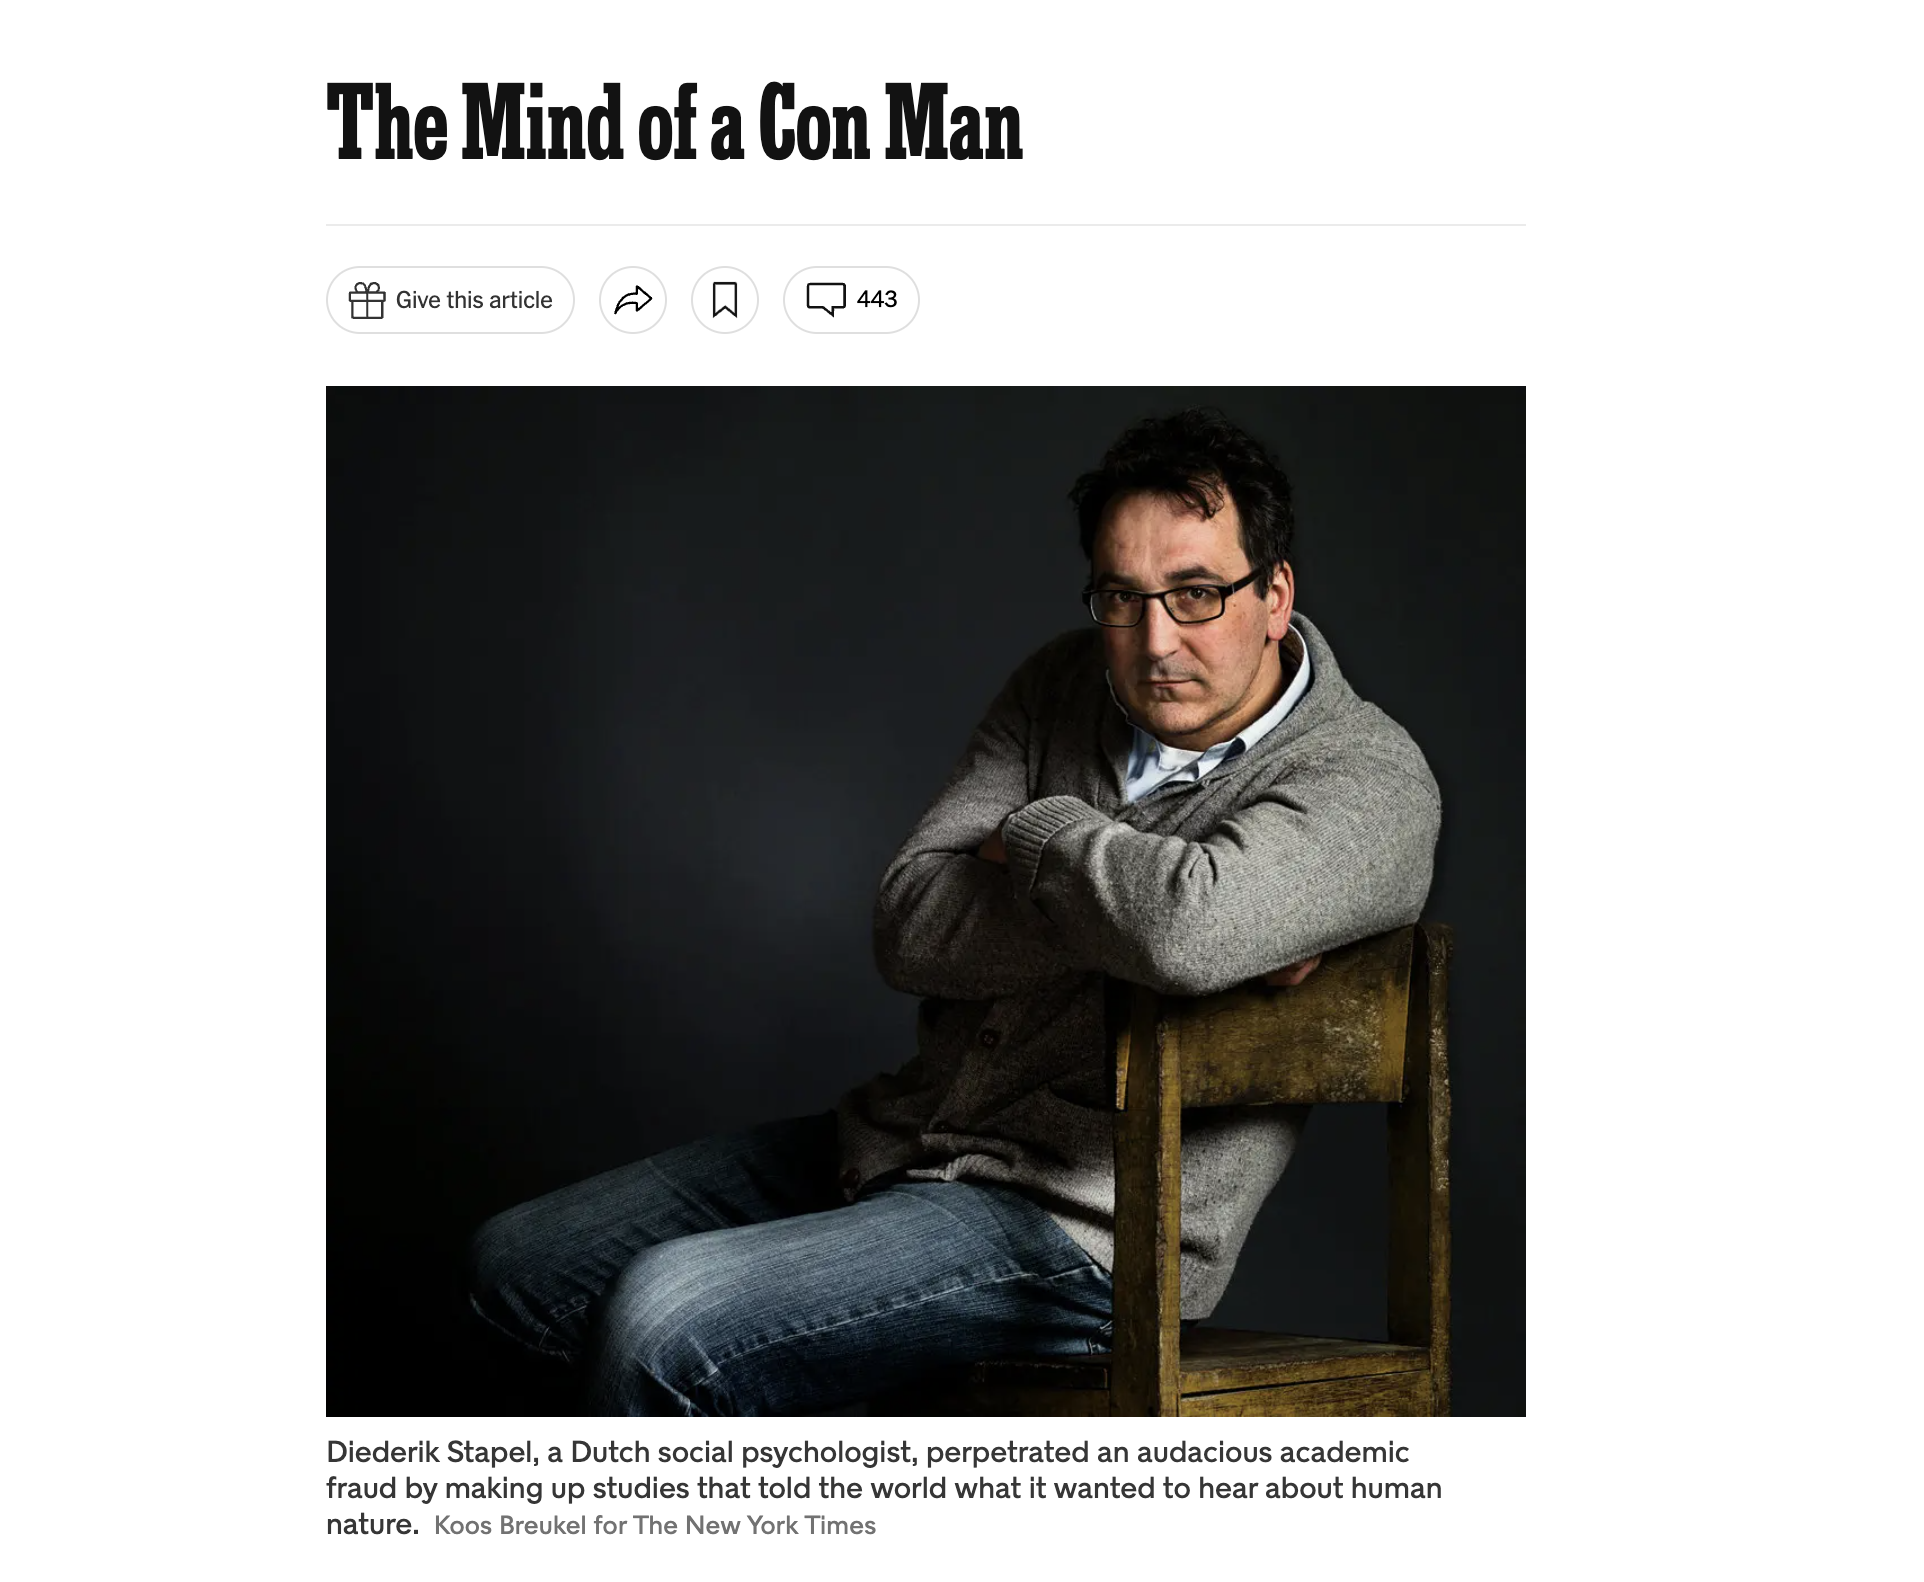 The Mind of a Con Man
Give this article
443
Diederik Stapel, a Dutch social psychologist, perpetrated an audacious academic
fraud by making up studies that told the world what it wanted to hear about human
nature. Koos Breukel for The New York Times